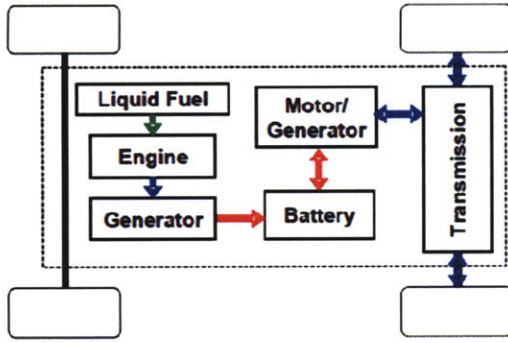 Liquid Fuel
Engine
Generator
Motor/
Generator
Battery
Transmission